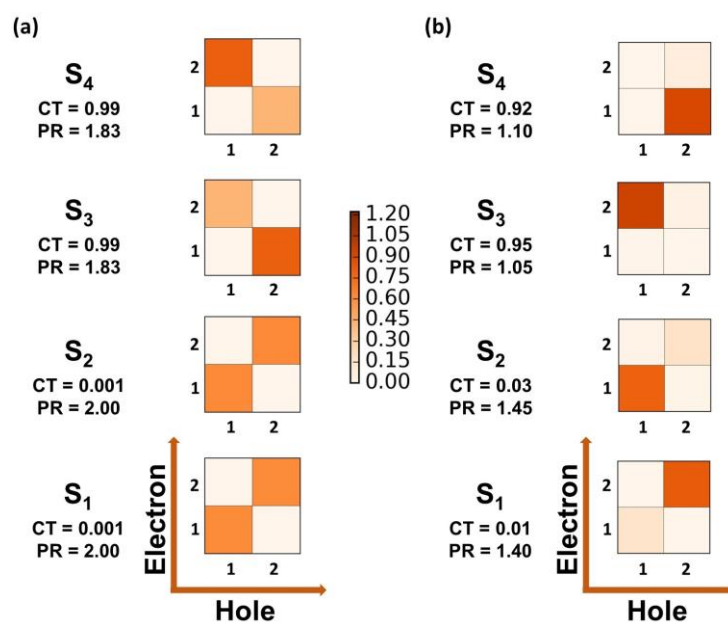 (a)
S4
CT = 0.99
PR = 1.83
2
1
1 2
S3
CT = 0.99
PR = 1.83
2
1
1 2
S2
CT = 0.001
PR = 2.00
2
1
1 2
S1
CT = 0.001
PR = 2.00
2
1
1 2
Electron
Hole
1.20
1.05
0.90
0.75
0.60
0.45
0.30
0.15
0.00
(b)
S4
CT = 0.92
PR = 1.10
2
1
1 2
S3
CT = 0.95
PR = 1.05
2
1
1 2
S2
CT = 0.03
PR = 1.45
2
1
1 2
S1
CT = 0.01
PR = 1.40
2
1
1 2
Electron
Hole